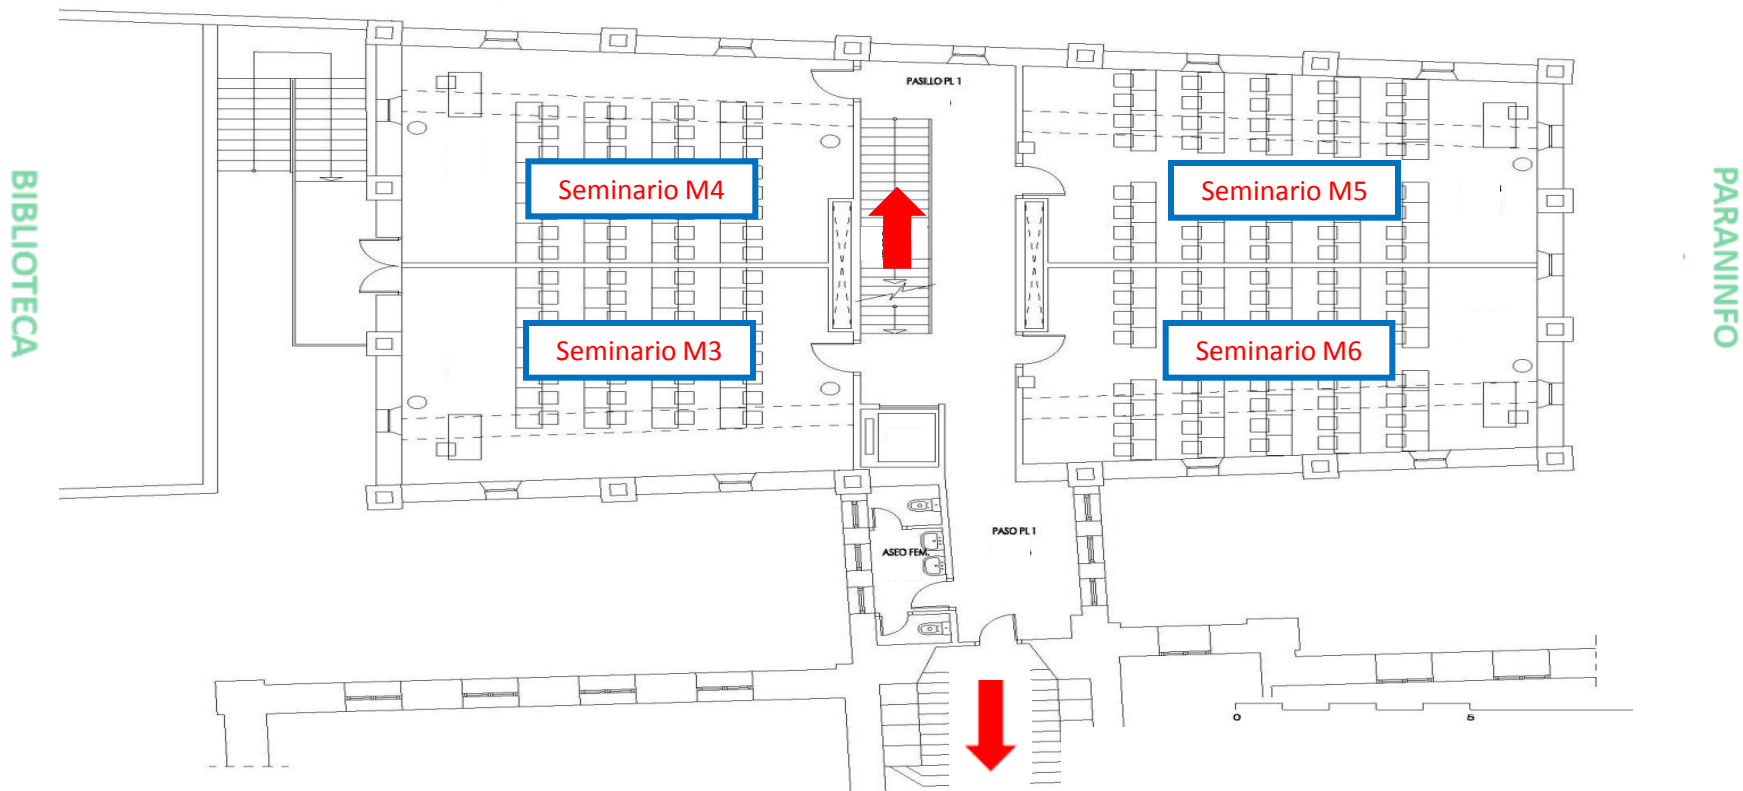 PASILLO PL 1
BIBLIOTECA
Seminario M4
Seminario M5
PARANINFO
Seminario M3
Seminario M6
PASO PL 1
ASEO FEM.
0
5